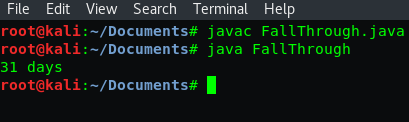 File Edit View Search Terminal Help
root@kali:~/Documents# javac FallThrough.java
root@kali:~/Documents# java FallThrough
31 days
root@kali:~/Documents#